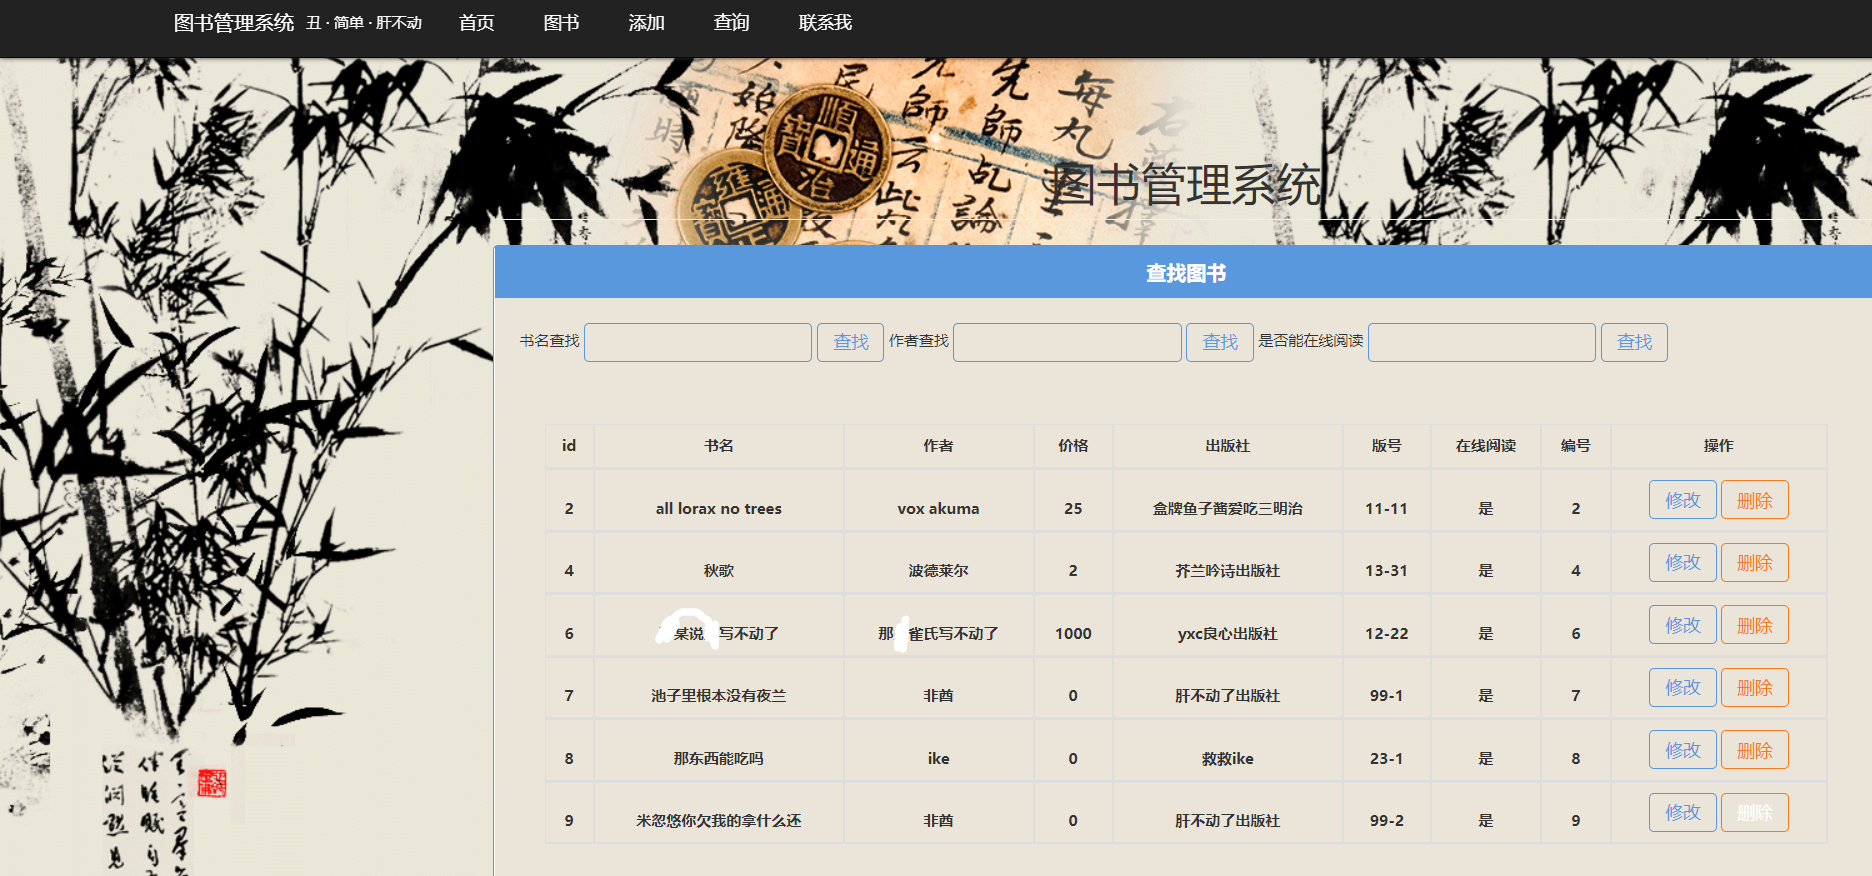 图书管理系统 丑 · 简单 · 肝不动 首页 图书 添加 查询 联系我
图书管理系统
查找图书
书名查找 查找 作者查找 查找 是否能在线阅读 查找
id 书名 作者 价格 出版社 版号 在线阅读 编号 操作
2 all lorax no trees vox akuma 25 盒牌鱼子酱爱吃三明治 11-11 是 2 修改 删除
4 秋歌 波德莱尔 2 芥兰吟诗出版社 13-31 是 4 修改 删除
6 某说 写不动了 那 雀氏写不动了 1000 yxc良心出版社 12-22 是 6 修改 删除
7 池子里根本没有夜兰 非酋 0 肝不动了出版社 99-1 是 7 修改 删除
8 那东西能吃吗 ike 0 救救ike 23-1 是 8 修改 删除
9 米忽悠你欠我的拿什么还 非酋 0 肝不动了出版社 99-2 是 9 修改 删除